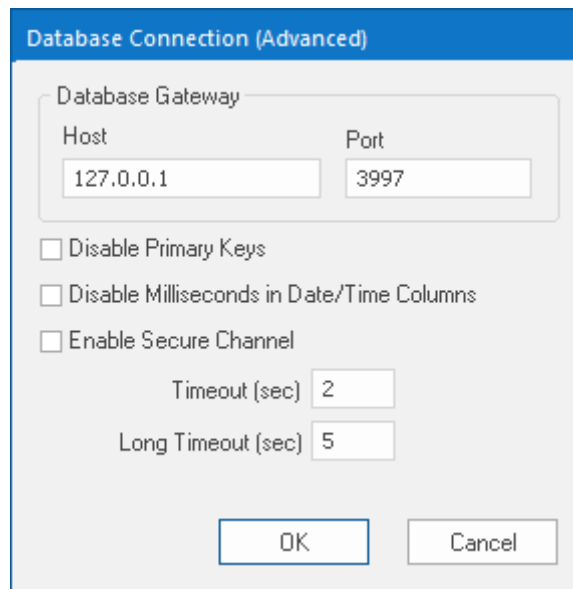 Database Connection (Advanced)
Database Gateway
Host Port
127.0.0.1 3997
Disable Primary Keys
Disable Milliseconds in Date/Time Columns
Enable Secure Channel
Timeout (sec) 2
Long Timeout (sec) 5
OK Cancel